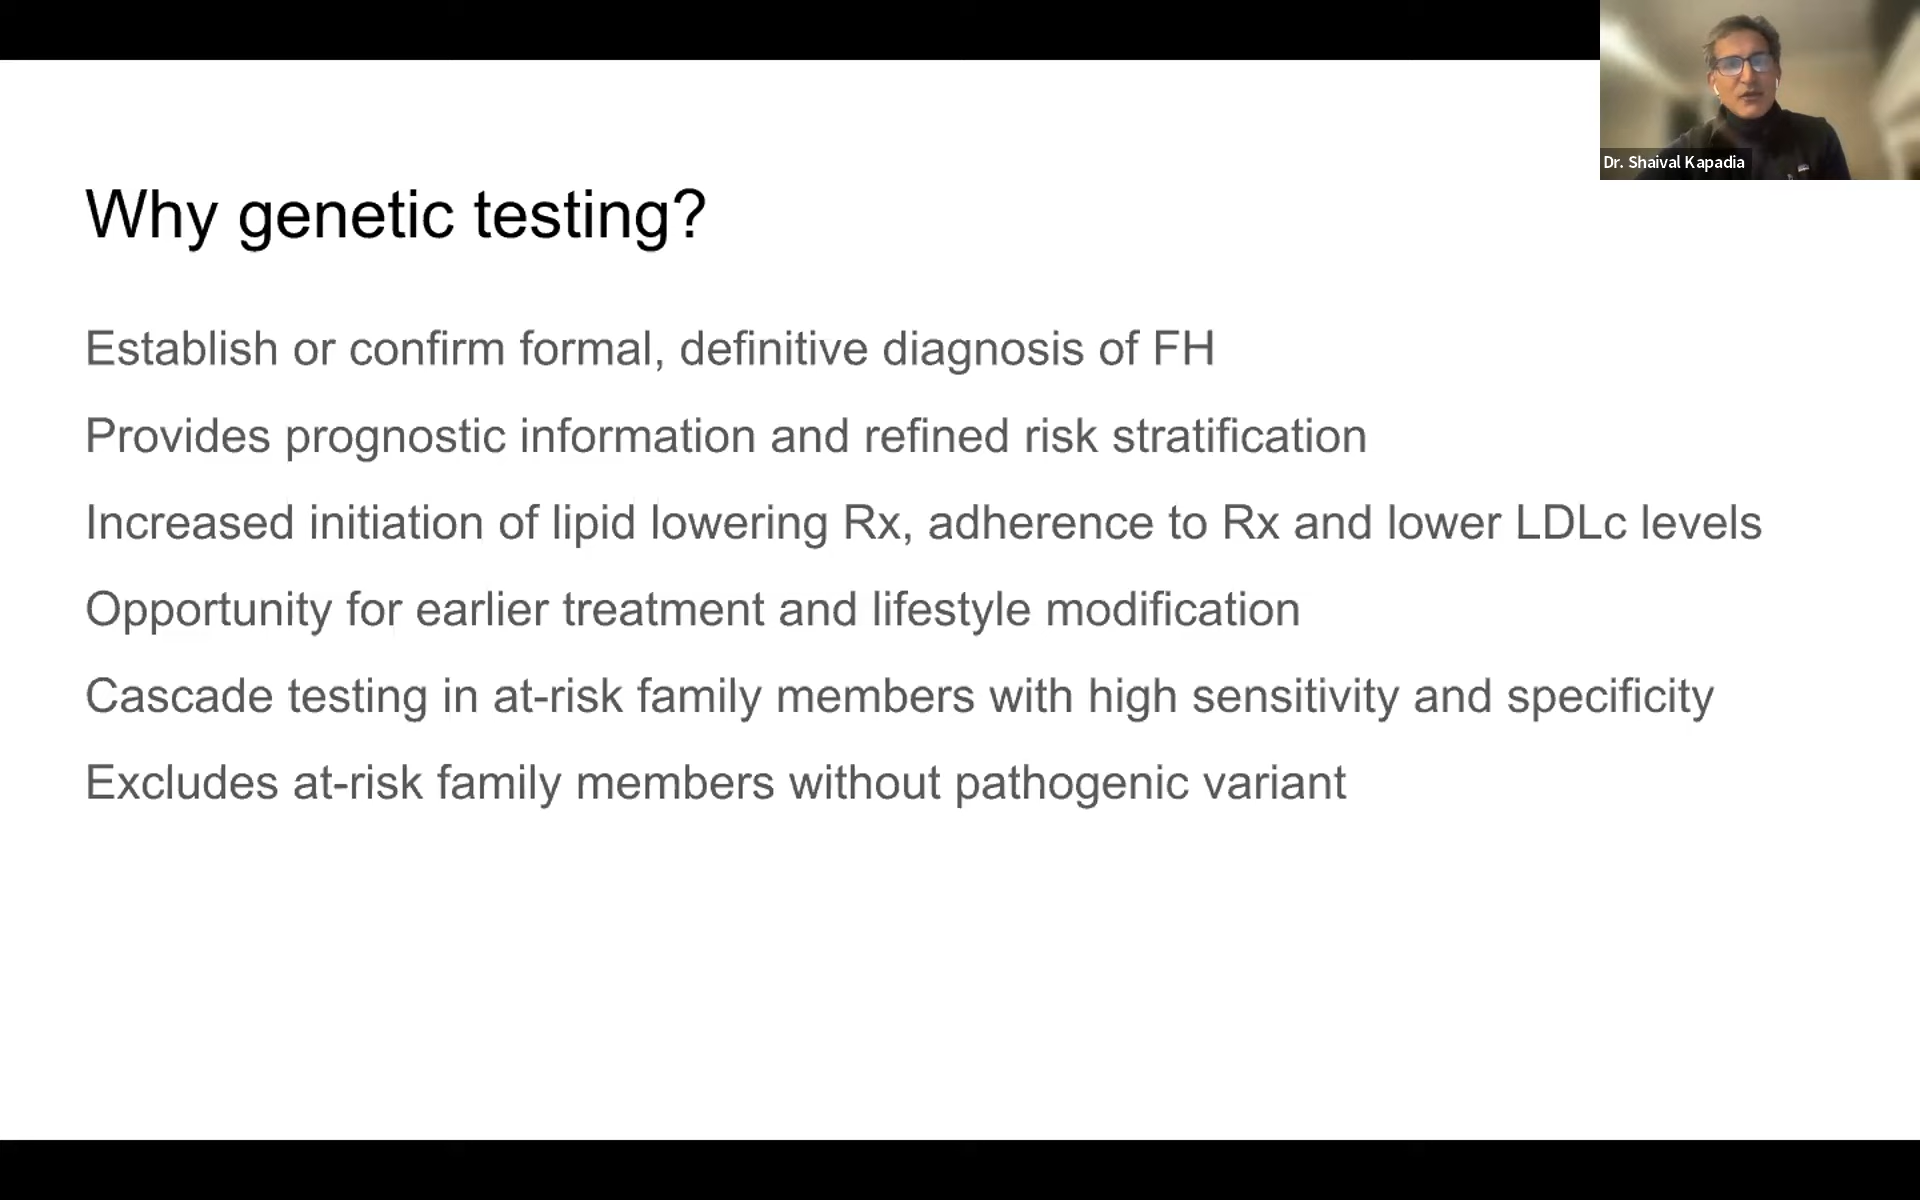 Dr. Shaival Kapadia
Why genetic testing?
Establish or confirm formal, definitive diagnosis of FH
Provides prognostic information and refined risk stratification
Increased initiation of lipid lowering Rx, adherence to Rx and lower LDLc levels
Opportunity for earlier treatment and lifestyle modification
Cascade testing in at-risk family members with high sensitivity and specificity
Excludes at-risk family members without pathogenic variant